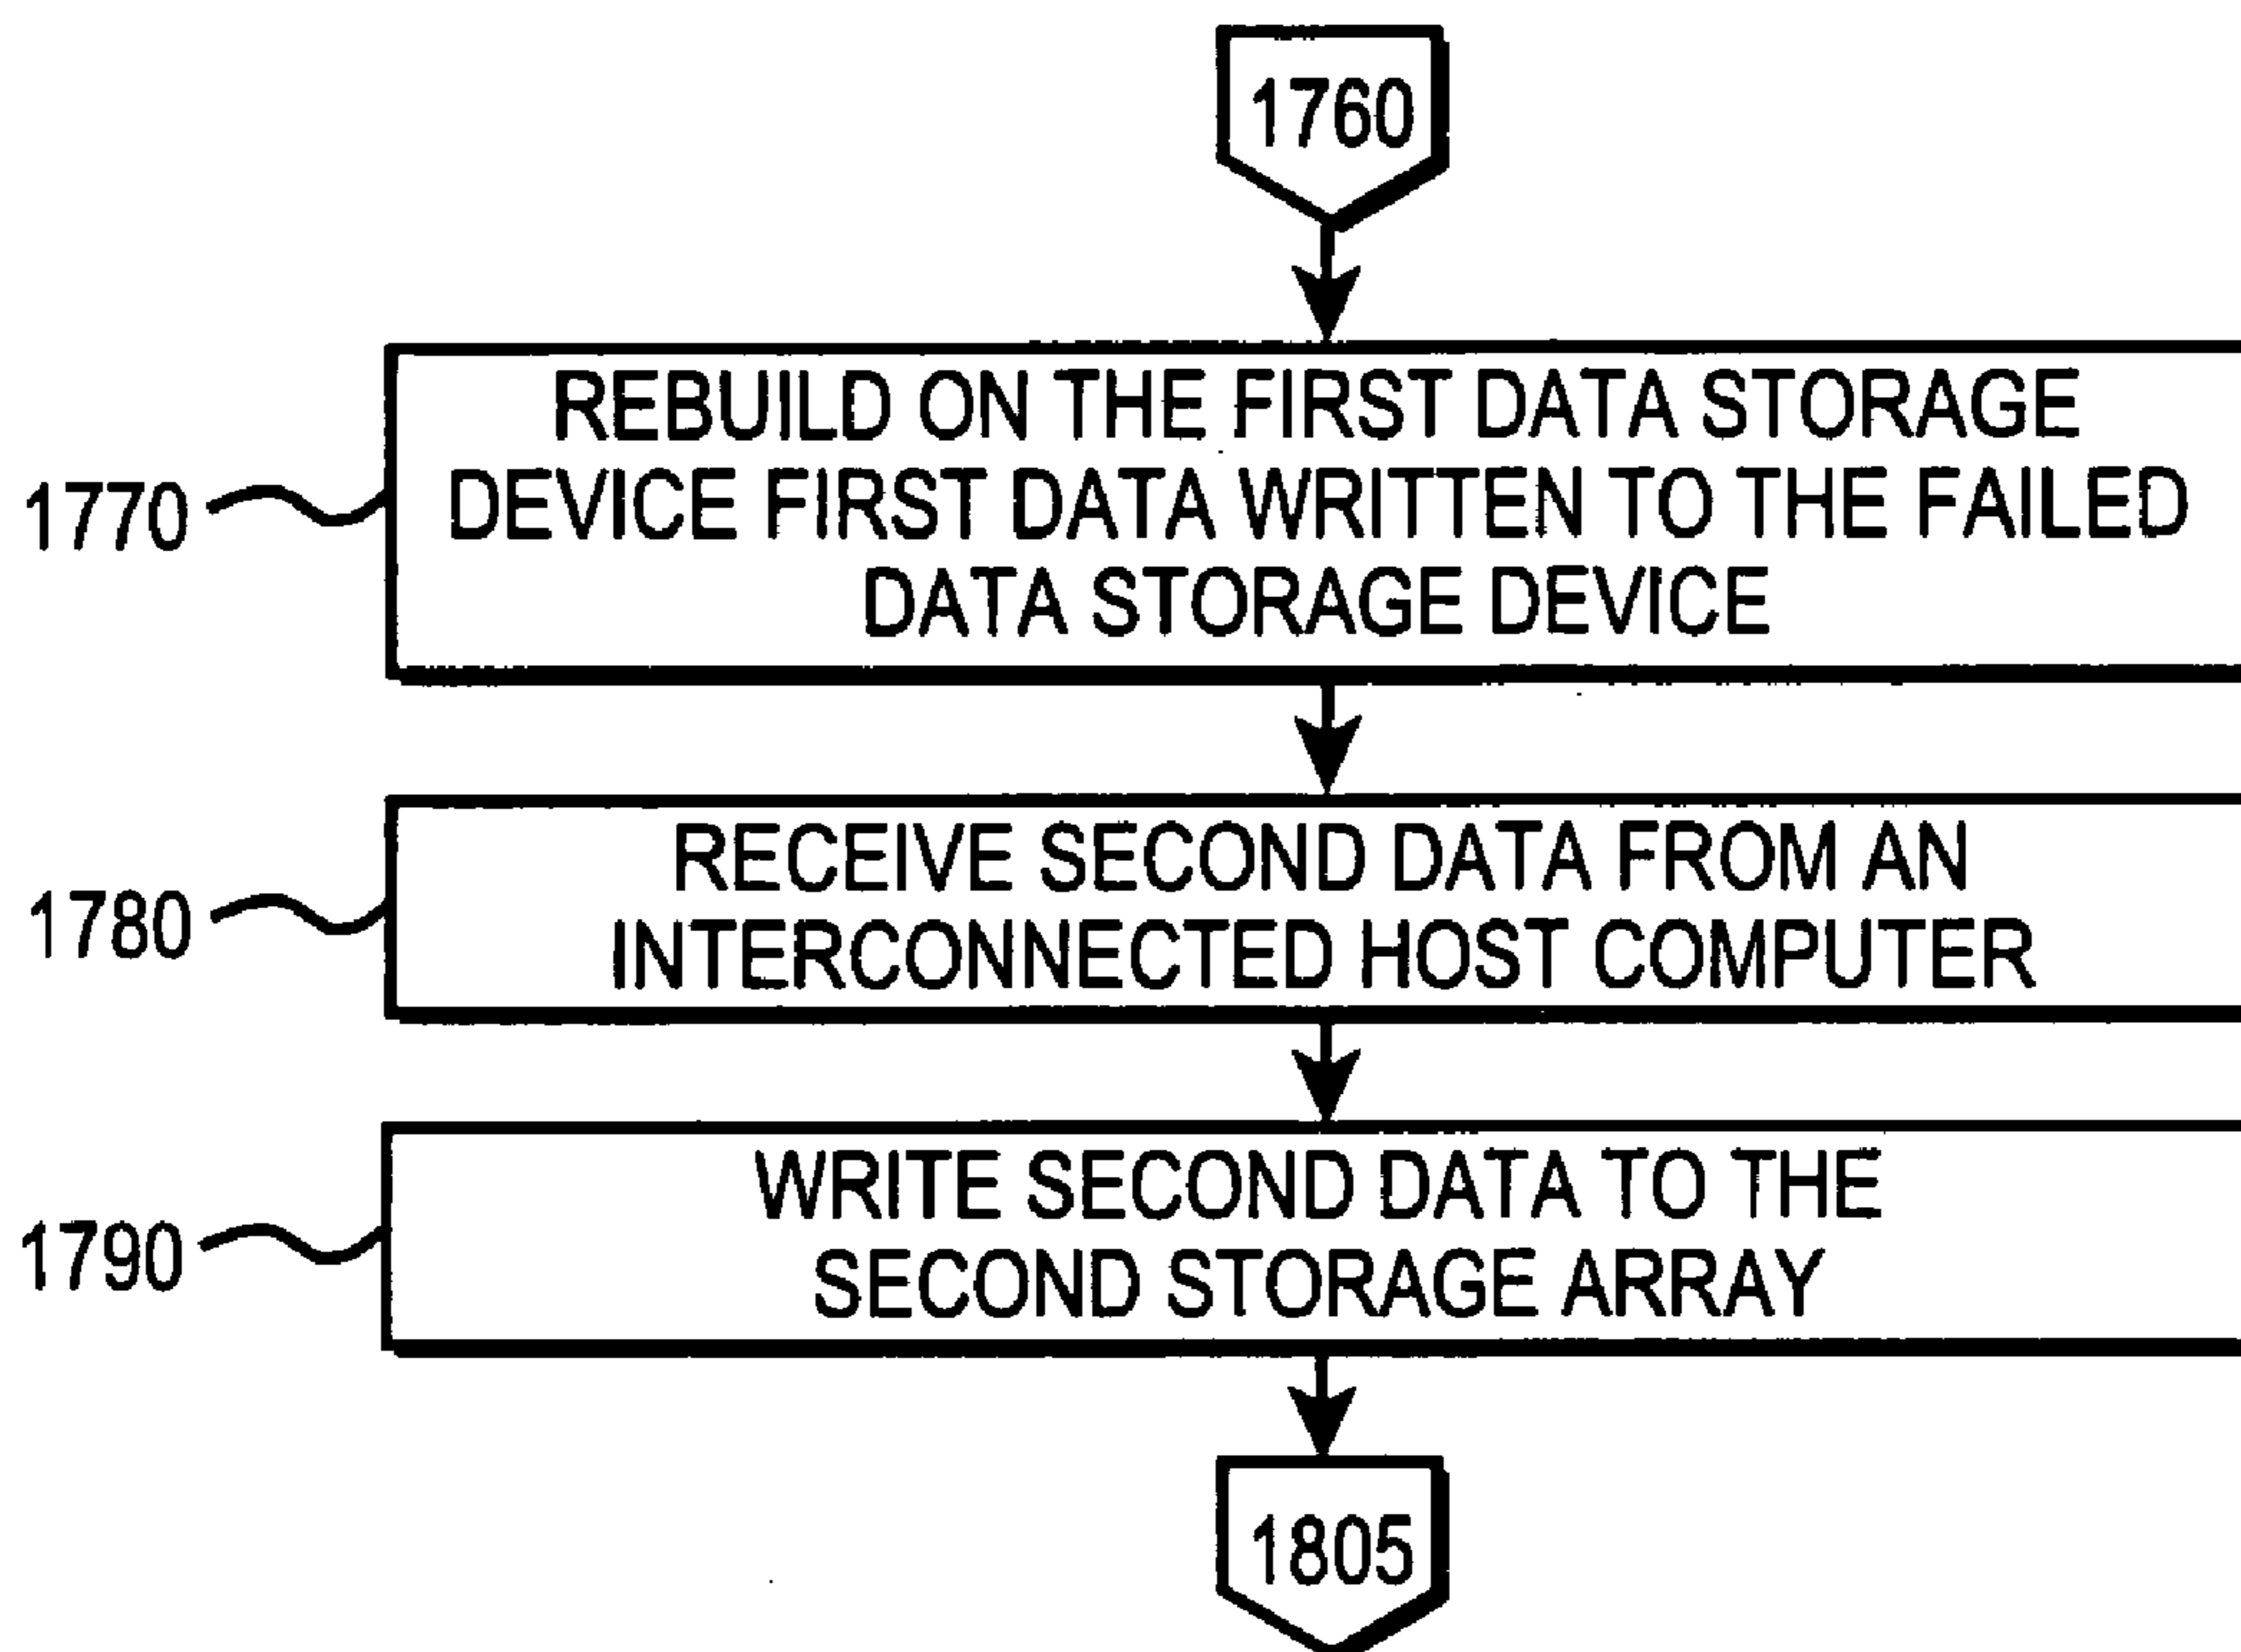 1760
REBUILD ON THE FIRST DATA STORAGE
DEVICE FIRST DATA WRITTEN TO THE FAILED
DATA STORAGE DEVICE
1770
RECEIVE SECOND DATA FROM AN
INTERCONNECTED HOST COMPUTER
1780
WRITE SECOND DATA TO THE
SECOND STORAGE ARRAY
1790
1805